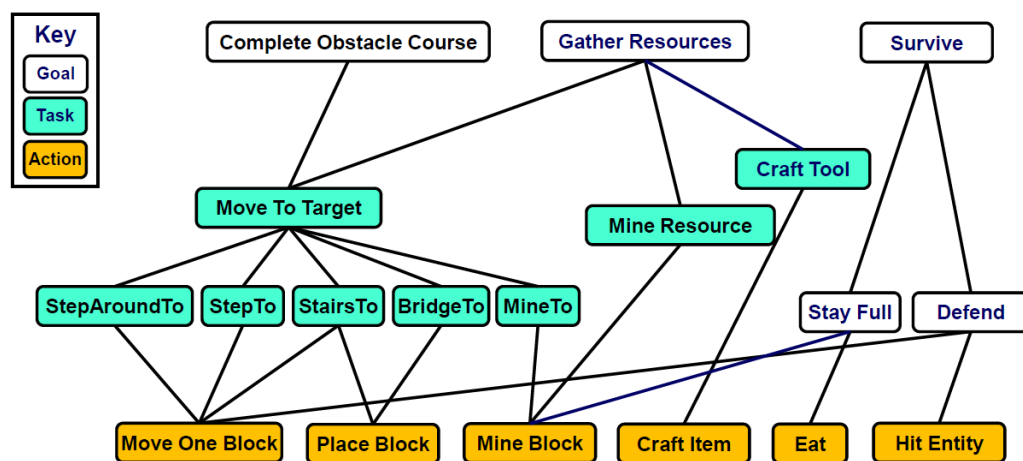 Key
Goal
Task
Action
Complete Obstacle Course
Gather Resources
Survive
Craft Tool
Move To Target
Mine Resource
StepAroundTo
StepTo
StairsTo
BridgeTo
MineTo
Stay Full
Defend
Move One Block
Place Block
Mine Block
Craft Item
Eat
Hit Entity